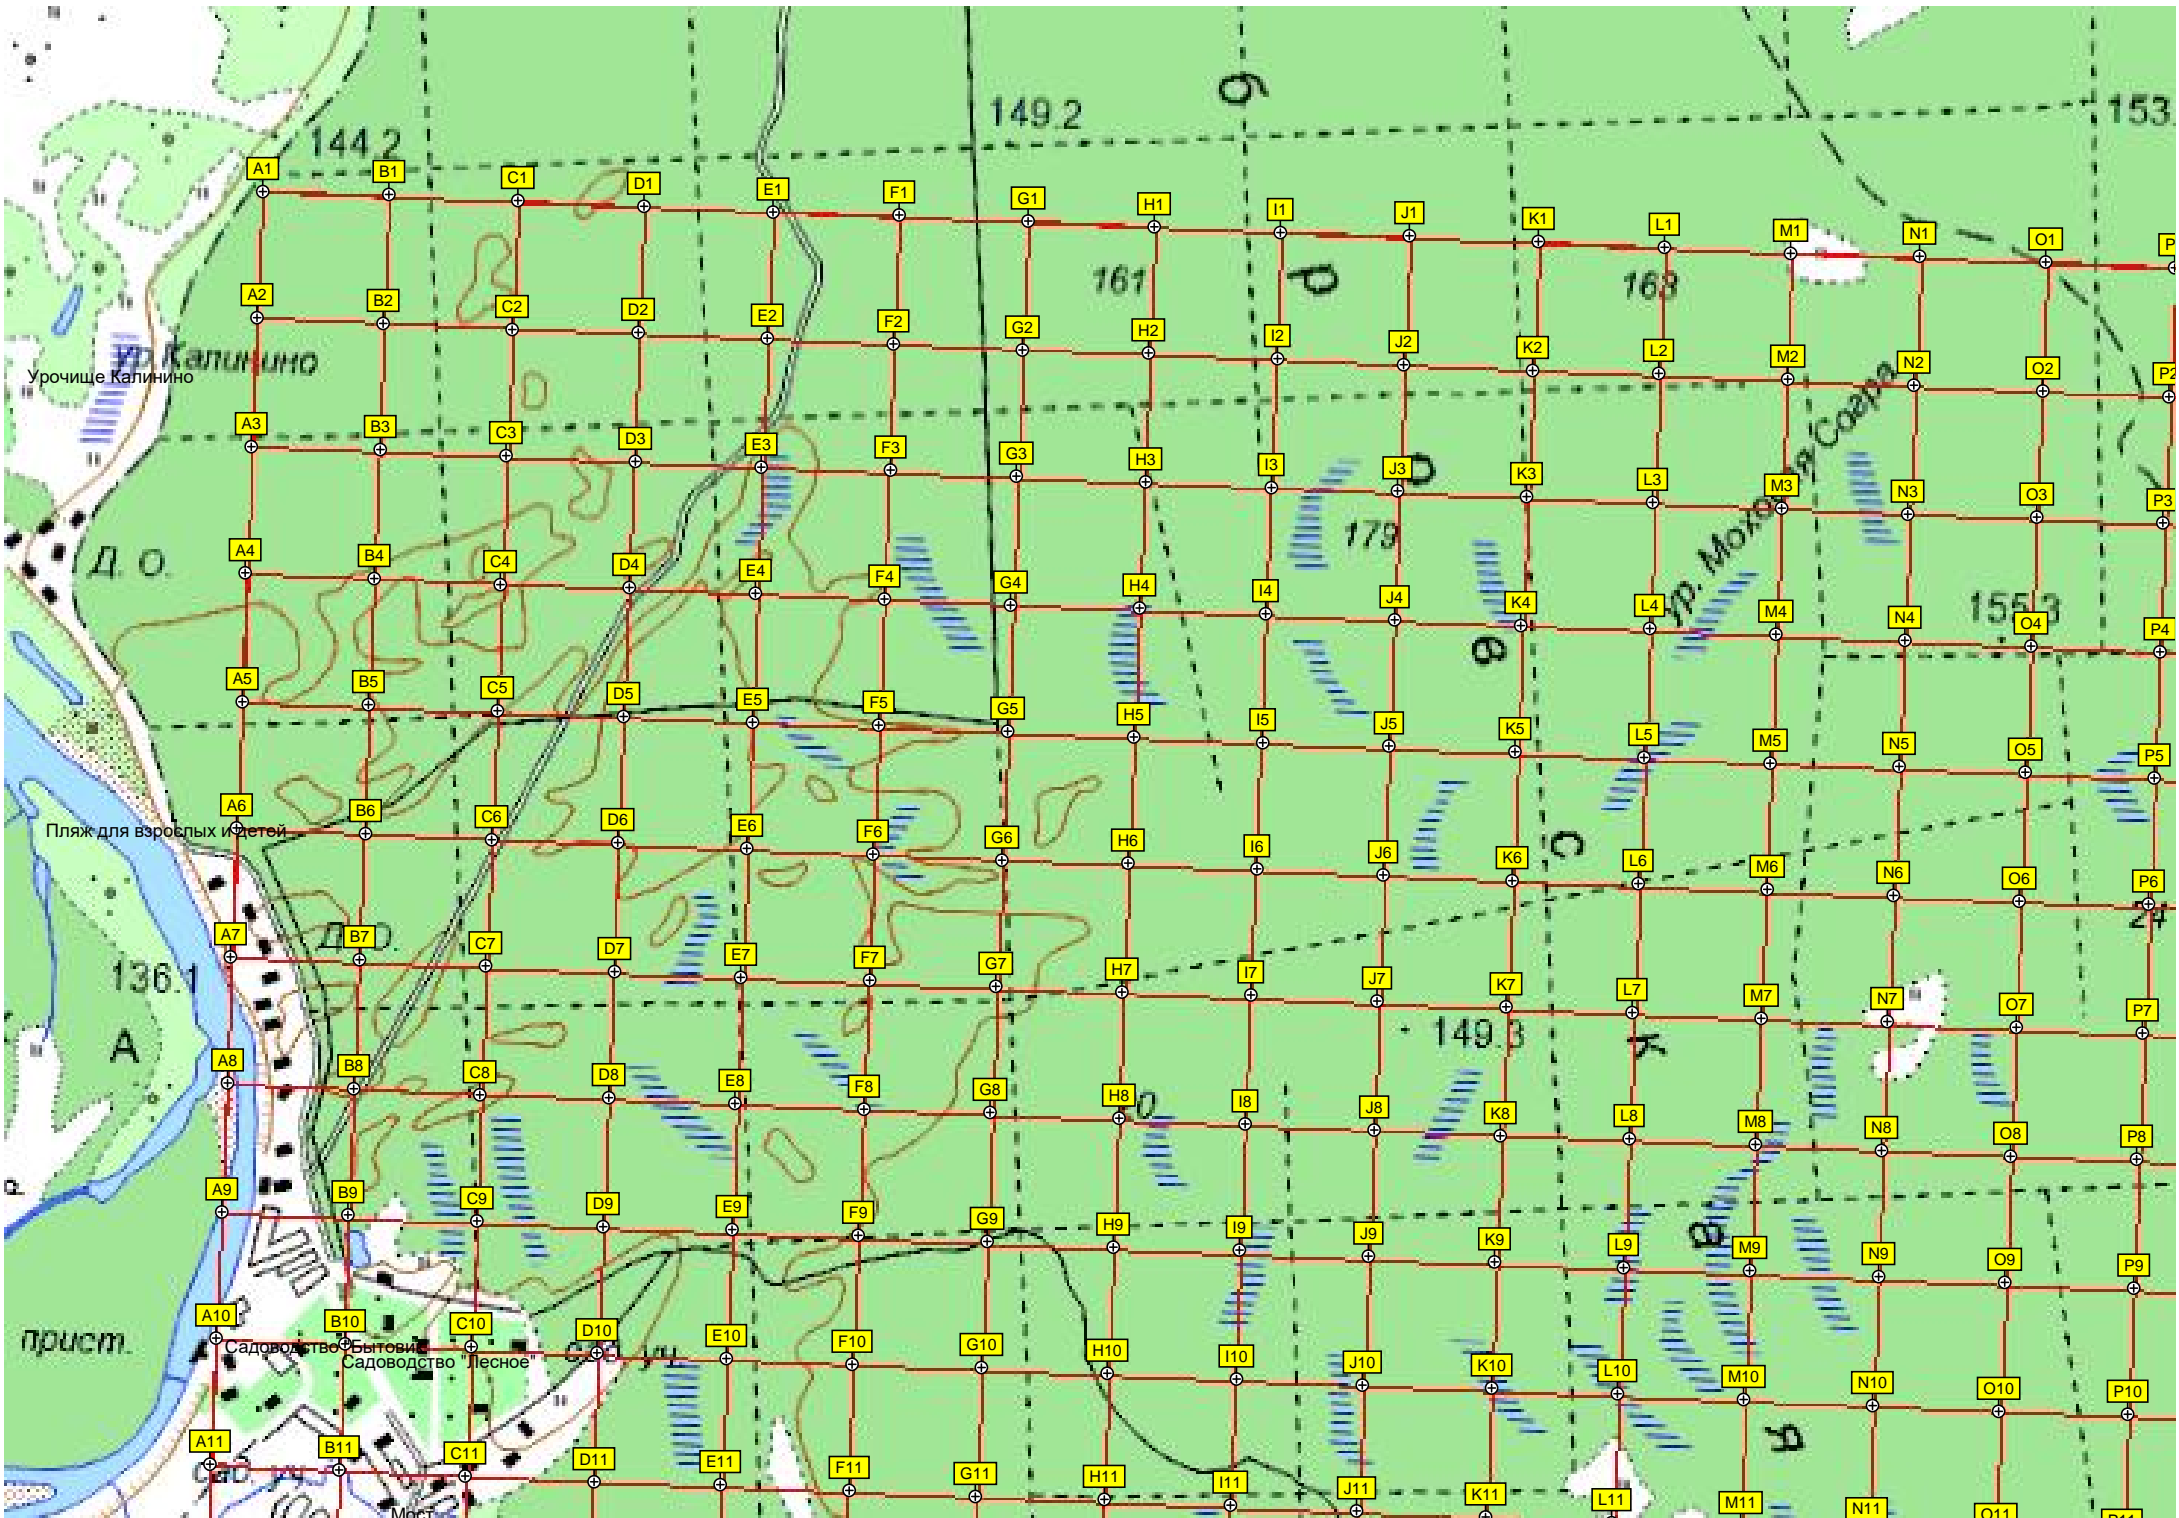 б
149.2
153.
144.2
A1 B1 C1 D1 E1 F1 G1 H1 I1 J1 K1 L1 M1 N1 O1 P
р
161
163
A2 B2 C2 D2 E2 F2 G2 H2 I2 J2 K2 L2 M2 N2 O2 P2
ур.Калинино
Урочище Калинино
A3 B3 C3 D3 E3 F3 G3 H3 I3 J3 K3 L3 M3 N3 O3 P3
о
ур. Моховая Согра
179
Д. О.
A4 B4 C4 D4 E4 F4 G4 H4 I4 J4 K4 L4 M4 N4 O4 P4
155.3
в
A5 B5 C5 D5 E5 F5 G5 H5 I5 J5 K5 L5 M5 N5 O5 P5
A6 B6 C6 D6 E6 F6 G6 H6 I6 J6 K6 L6 M6 N6 O6 P6
Пляж для взрослых и детей
с
24
A7 B7 C7 D7 E7 F7 G7 H7 I7 J7 K7 L7 M7 N7 O7 P7
Д. О.
136.1
149.3
А
к
A8 B8 C8 D8 E8 F8 G8 H8 I8 J8 K8 L8 M8 N8 O8 P8
0
р
A9 B9 C9 D9 E9 F9 G9 H9 I9 J9 K9 L9 M9 N9 O9 P9
а
A10 B10 C10 D10 E10 F10 G10 H10 I10 J10 K10 L10 M10 N10 O10 P10
прист.
Садоводство "Бытовик"
Садоводство "Лесное"
сад. уч.
я
A11 B11 C11 D11 E11 F11 G11 H11 I11 J11 K11 L11 M11 N11 O11 P11
сад. уч.
Мост